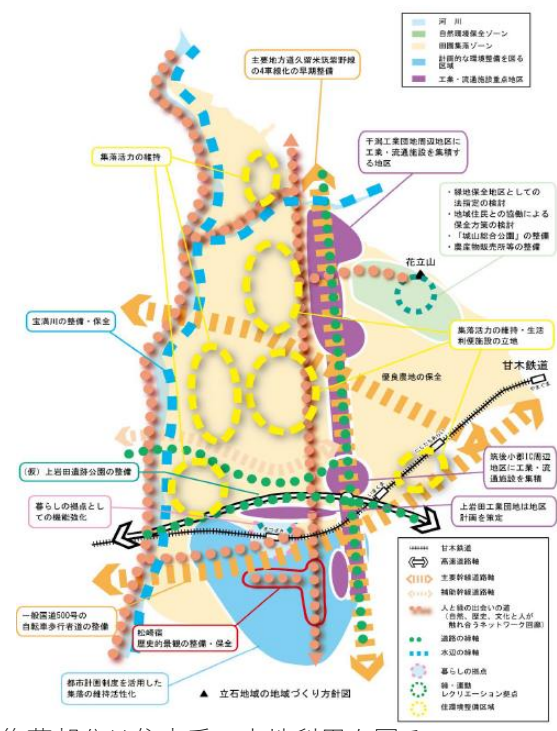 河　川
自然環境保全ゾーン
田園集落ゾーン
計画的な環境整備を図る
区域
工業・流通施設重点地区
主要地方道久留米筑紫野線
の4車線化の早期整備
干潟工業団地周辺地区に
工業・流通施設を集積す
る地区
集落活力の維持
・緑地保全地区としての
法指定の検討
・地域住民との協働による
保全方策の検討
・「城山総合公園」の整備
・農産物販売所等の整備
花立山
宝満川の整備・保全
集落活力の維持・生活
利便施設の立地
優良農地の保全
甘木鉄道
(仮)上岩田遺跡公園の整備
筑後小郡IC周辺
地区に工業・流
通施設を集積
暮らしの拠点とし
ての機能強化
上岩田工業団地は地区
計画を策定
一般国道500号の
自転車歩行者道の整備
松崎宿
歴史的景観の整備・保全
都市計画制度を活用した
集落の維持活性化
▲ 立石地域の地域づくり方針図
甘木鉄道
高速道路軸
主要幹線道路軸
補助幹線道路軸
人と緑の出会いの道
(自然、歴史、文化と人が
触れ合うネットワーク回廊)
道路の緑軸
水辺の緑軸
暮らしの拠点
緑・運動
レクリエーション拠点
住環境整備区域